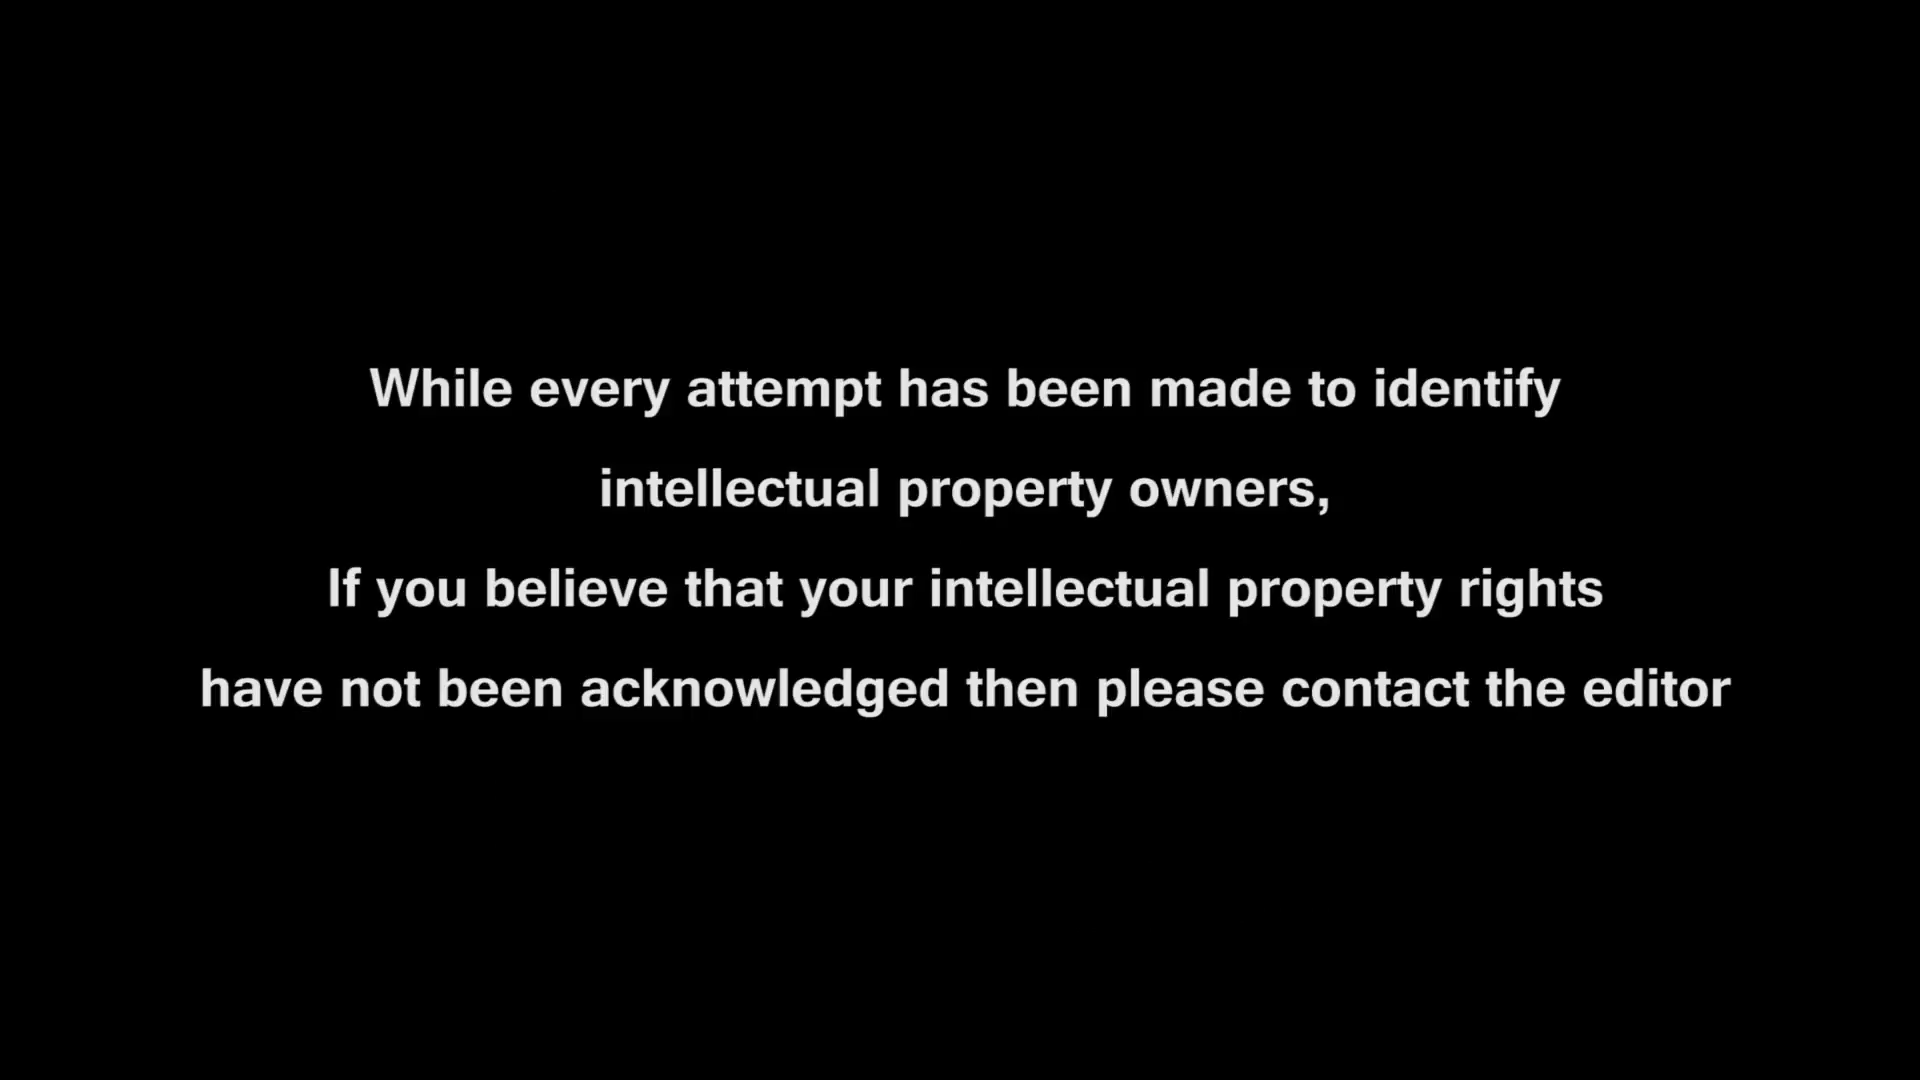 While every attempt has been made to identify
intellectual property owners,
If you believe that your intellectual property rights
have not been acknowledged then please contact the editor